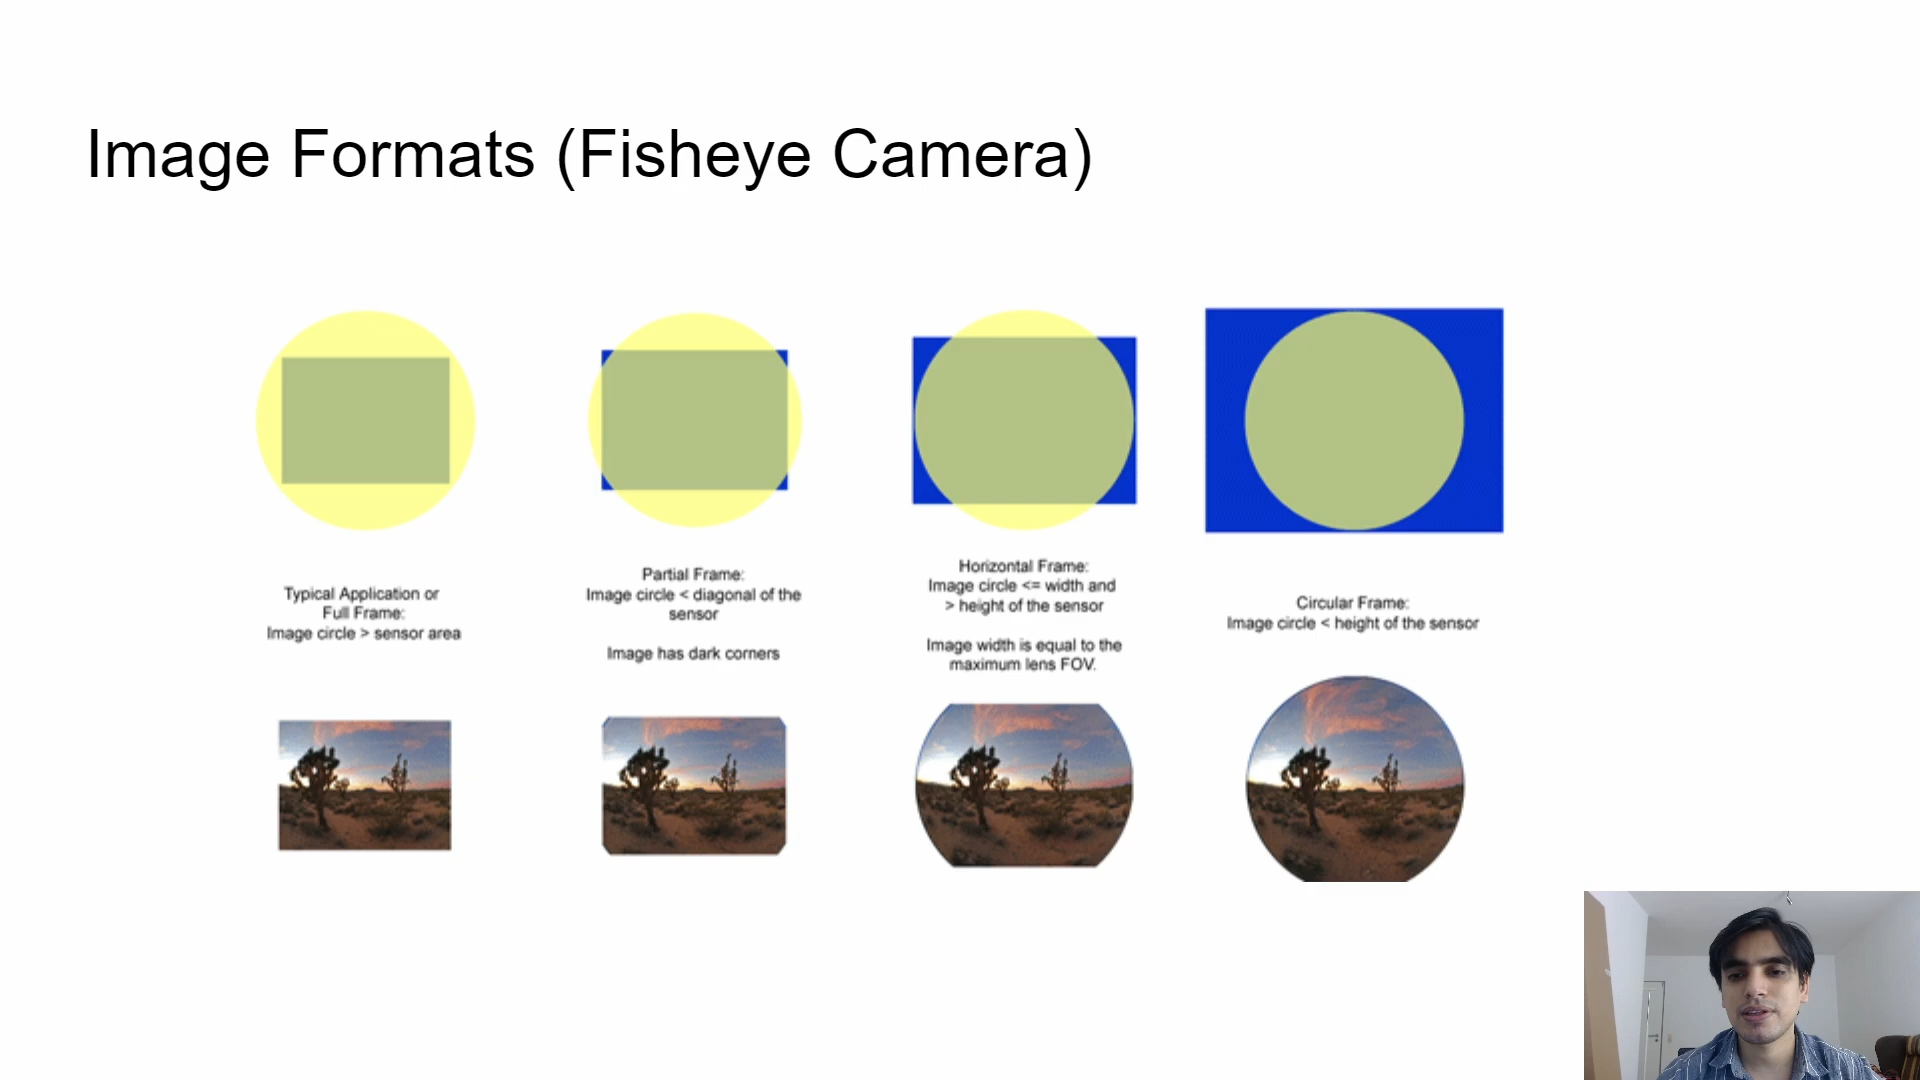 Image Formats (Fisheye Camera)
Typical Application or
Full Frame:
Image circle > sensor area
Partial Frame:
Image circle < diagonal of the
sensor
Image has dark corners
Horizontal Frame:
Image circle <= width and
> height of the sensor
Image width is equal to the
maximum lens FOV.
Circular Frame:
Image circle < height of the sensor